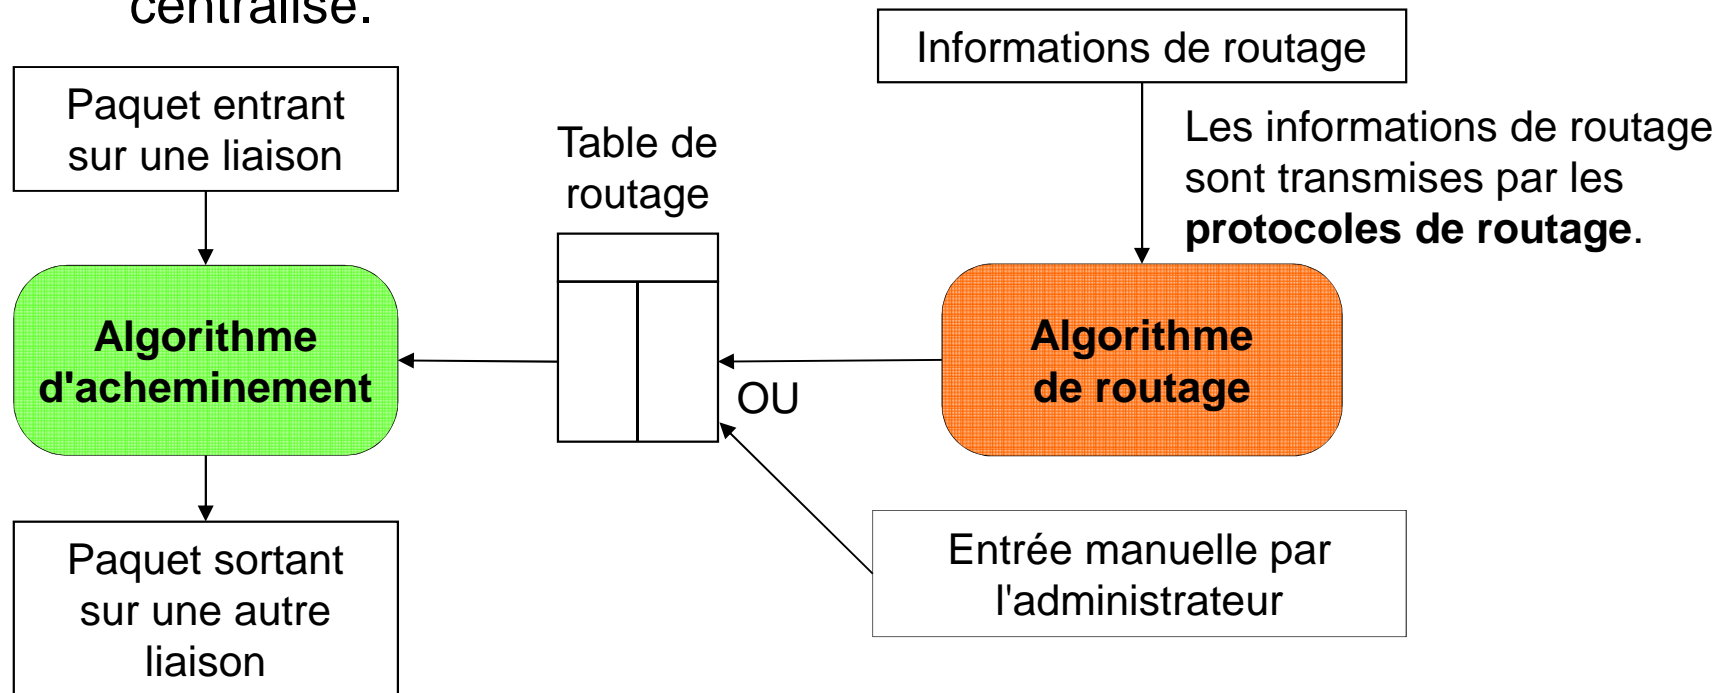 centralisé.
Informations de routage
Paquet entrant
sur une liaison
Table de
routage
Les informations de routage
sont transmises par les
protocoles de routage.
Algorithme
d'acheminement
OU
Algorithme
de routage
Paquet sortant
sur une autre
liaison
Entrée manuelle par
l'administrateur